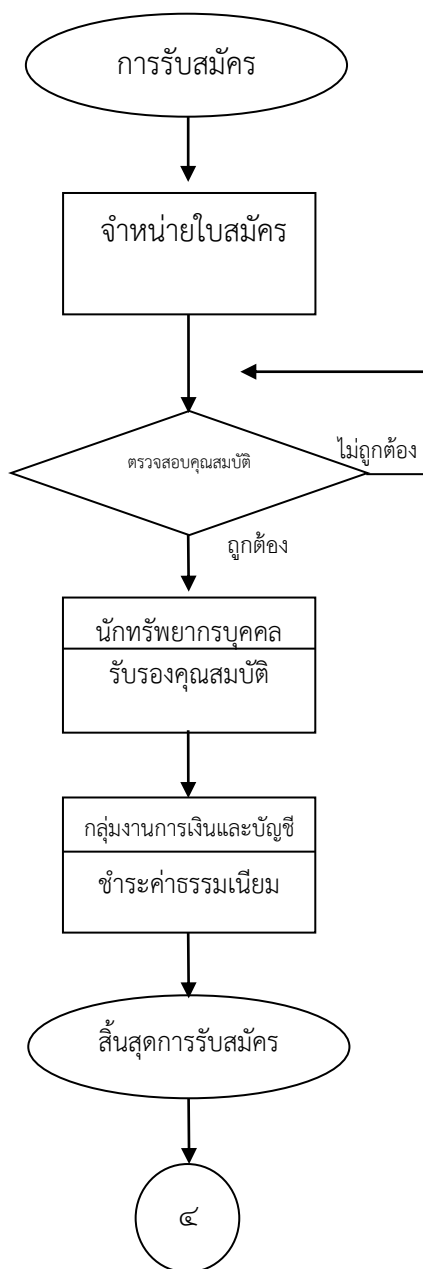 การรับสมัคร
จำหน่ายใบสมัคร
ตรวจสอบคุณสมบัติ
ไม่ถูกต้อง
ถูกต้อง
นักทรัพยากรบุคคล
รับรองคุณสมบัติ
กลุ่มงานการเงินและบัญชี
ชำระค่าธรรมเนียม
สิ้นสุดการรับสมัคร
๔